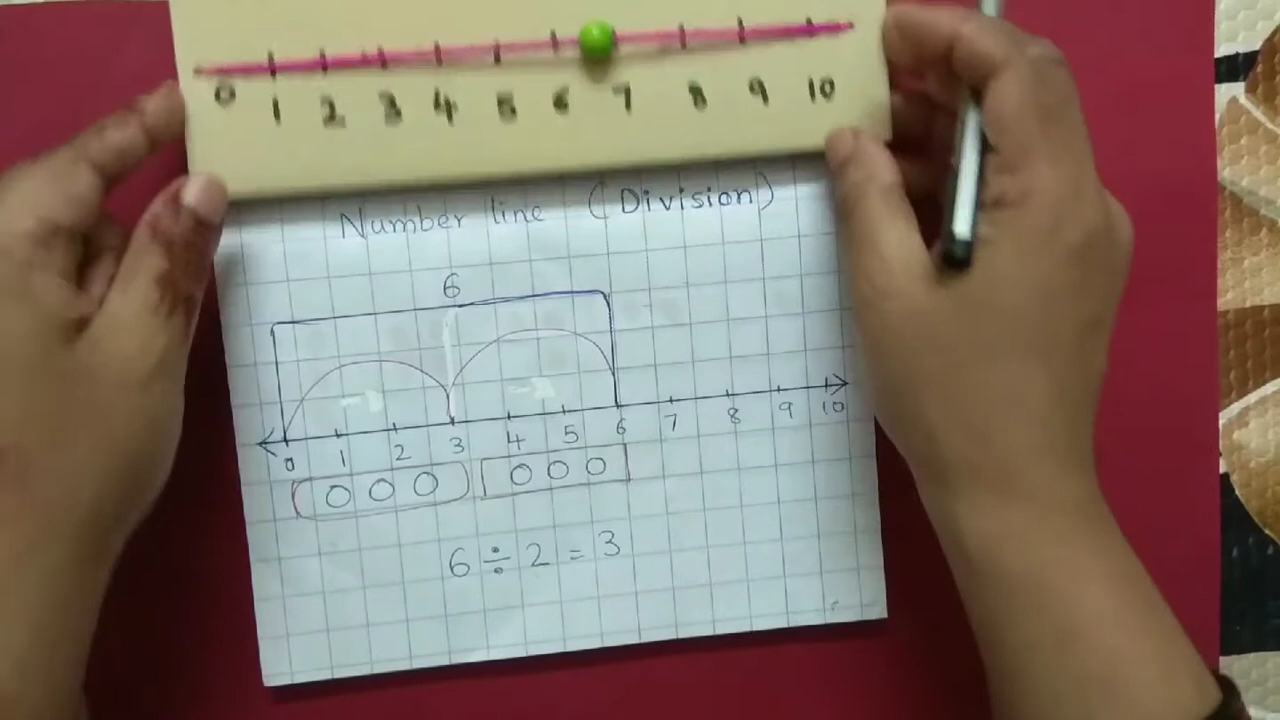 0 1 2 3 4 5 6 7 8 9 10
Number line (Division)
6
0 1 2 3 4 5 6 7 8 9 10
6 ÷ 2 = 3